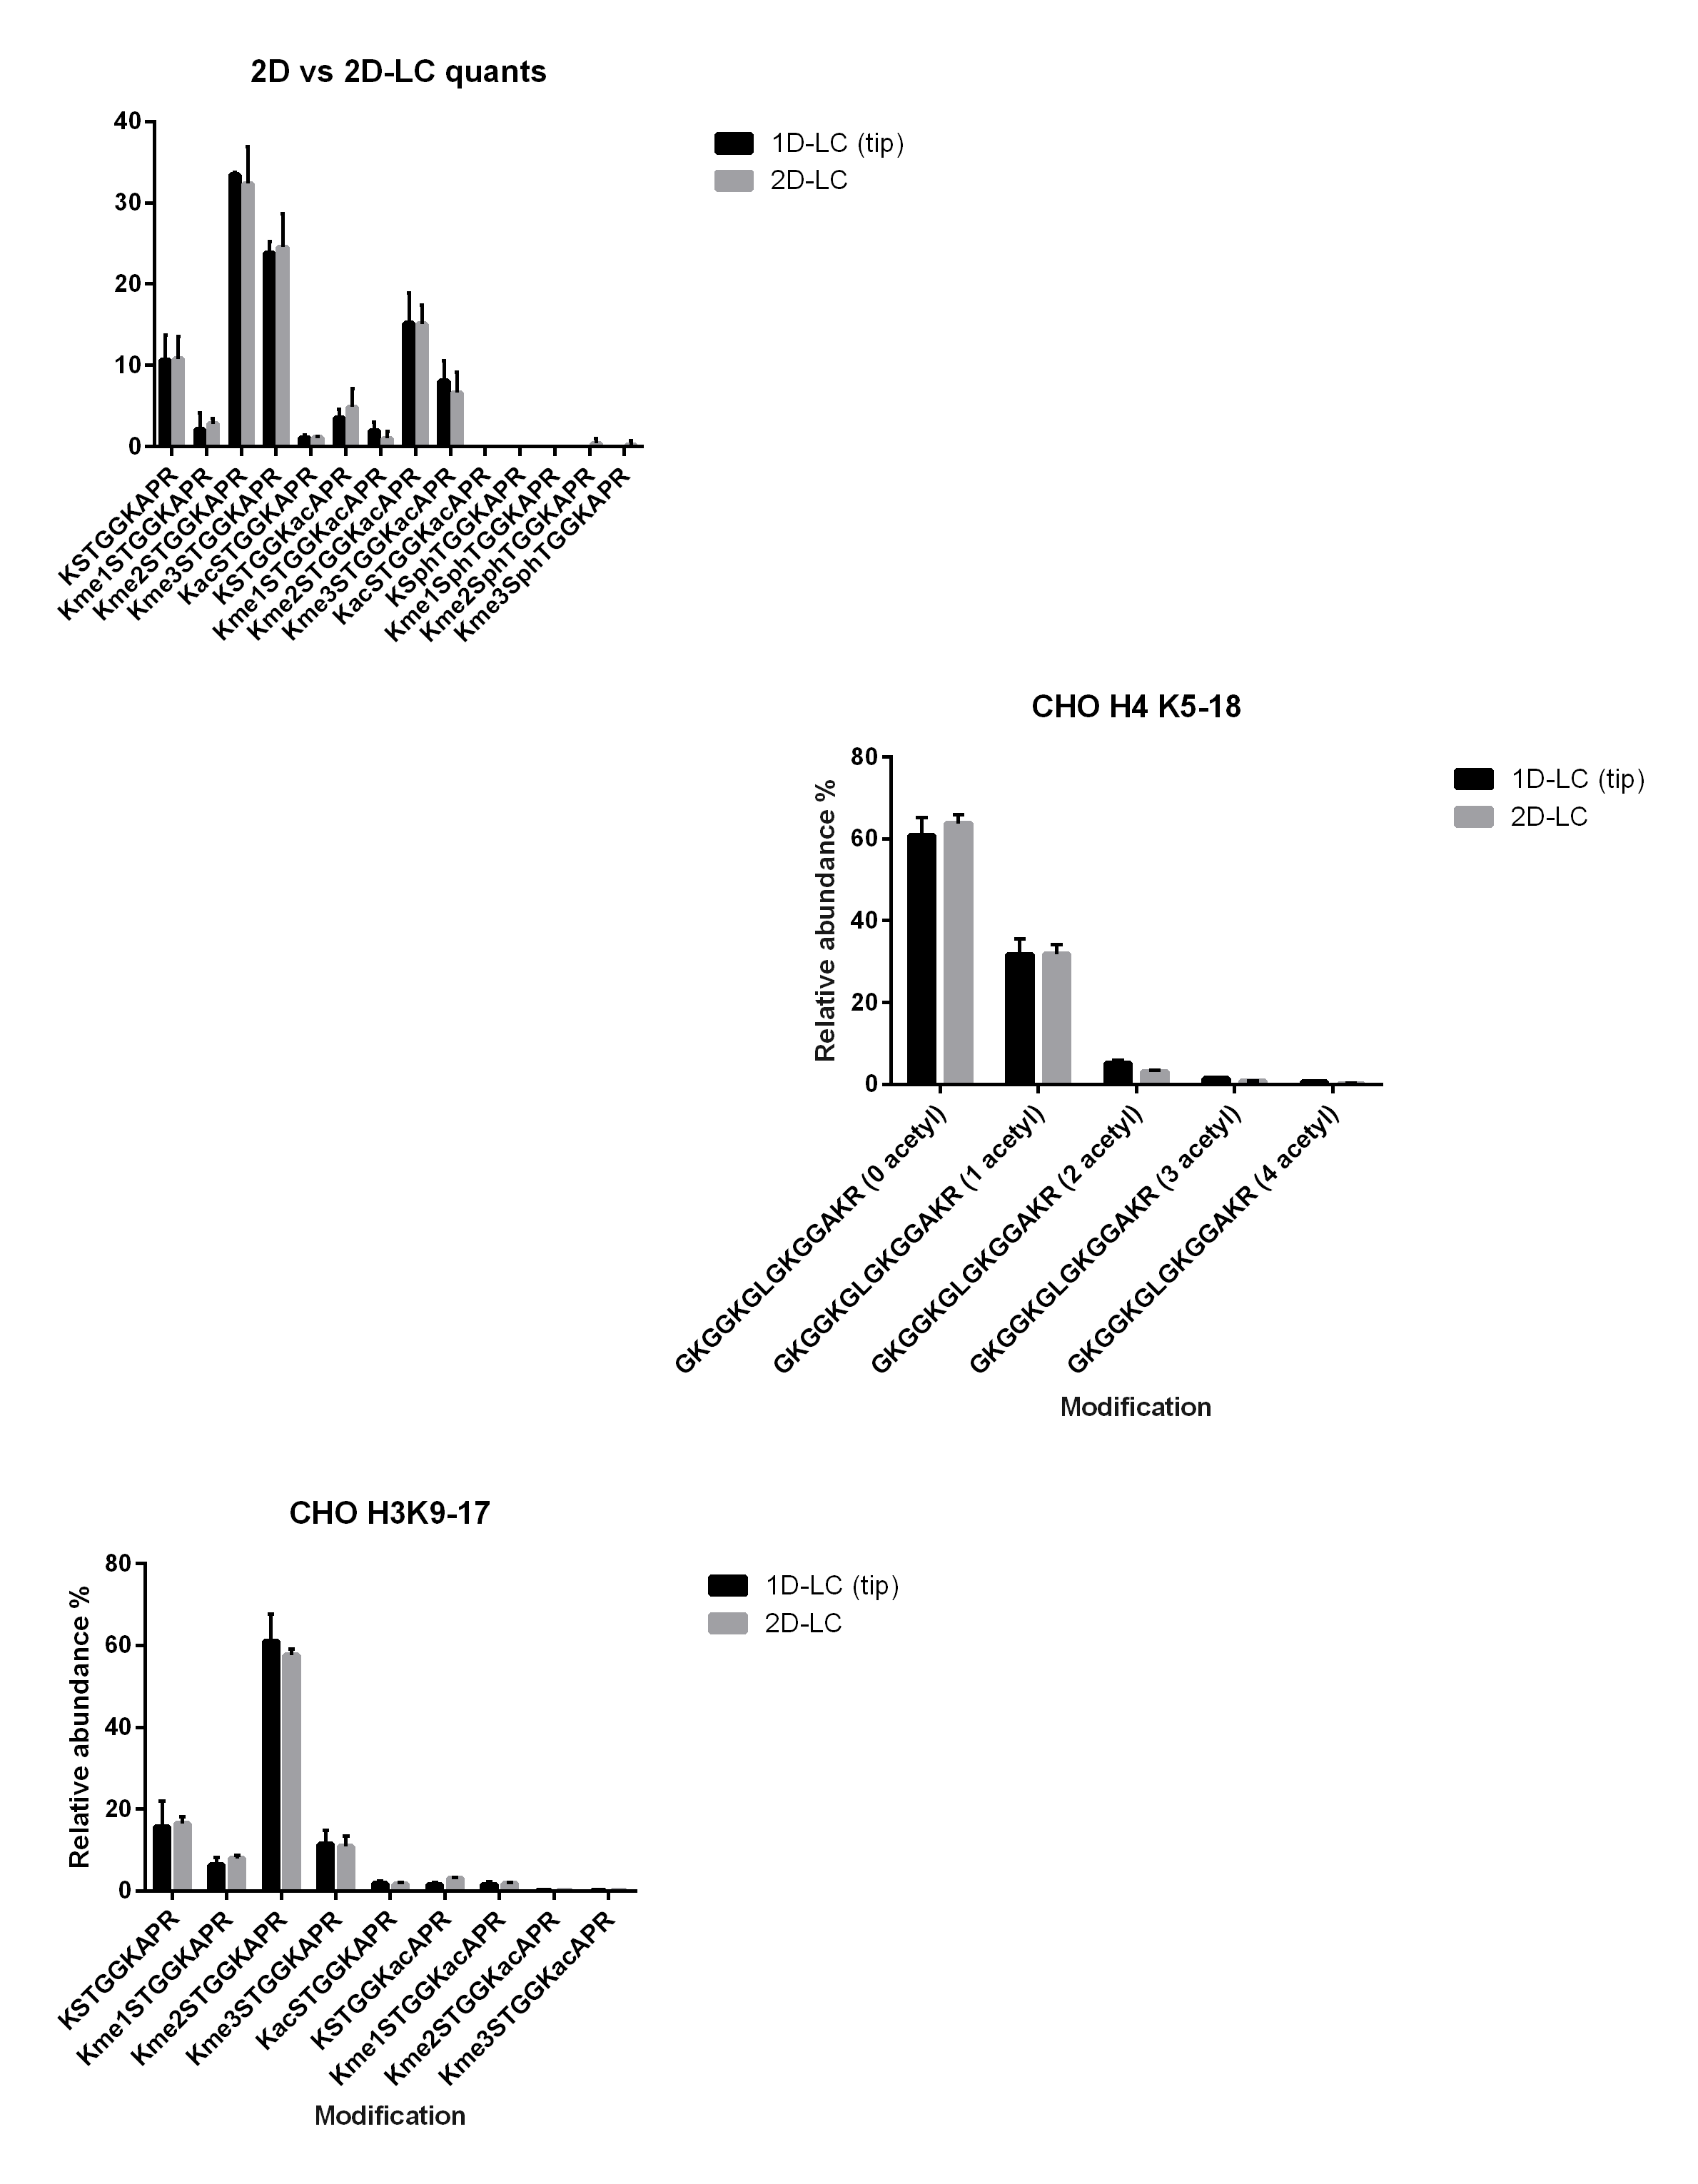 2D vs 2D-LC quants
40
30
20
10
0
1D-LC (tip)
2D-LC
KSTGGKAPR
Kme1STGGKAPR
Kme2STGGKAPR
Kme3STGGKAPR
KacSTGGKAPR
KSTGGKacAPR
Kme1STGGKacAPR
Kme2STGGKacAPR
Kme3STGGKacAPR
KacSTGGKacAPR
KSphTGGKAPR
Kme1SphTGGKAPR
Kme2SphTGGKAPR
Kme3SphTGGKAPR
CHO H4 K5-18
Relative abundance %
80
60
40
20
0
1D-LC (tip)
2D-LC
GKGGKGLGKGGAKR (0 acetyl)
GKGGKGLGKGGAKR (1 acetyl)
GKGGKGLGKGGAKR (2 acetyl)
GKGGKGLGKGGAKR (3 acetyl)
GKGGKGLGKGGAKR (4 acetyl)
Modification
CHO H3K9-17
Relative abundance %
80
60
40
20
0
1D-LC (tip)
2D-LC
KSTGGKAPR
Kme1STGGKAPR
Kme2STGGKAPR
Kme3STGGKAPR
KacSTGGKAPR
KSTGGKacAPR
Kme1STGGKacAPR
Kme2STGGKacAPR
Kme3STGGKacAPR
Modification